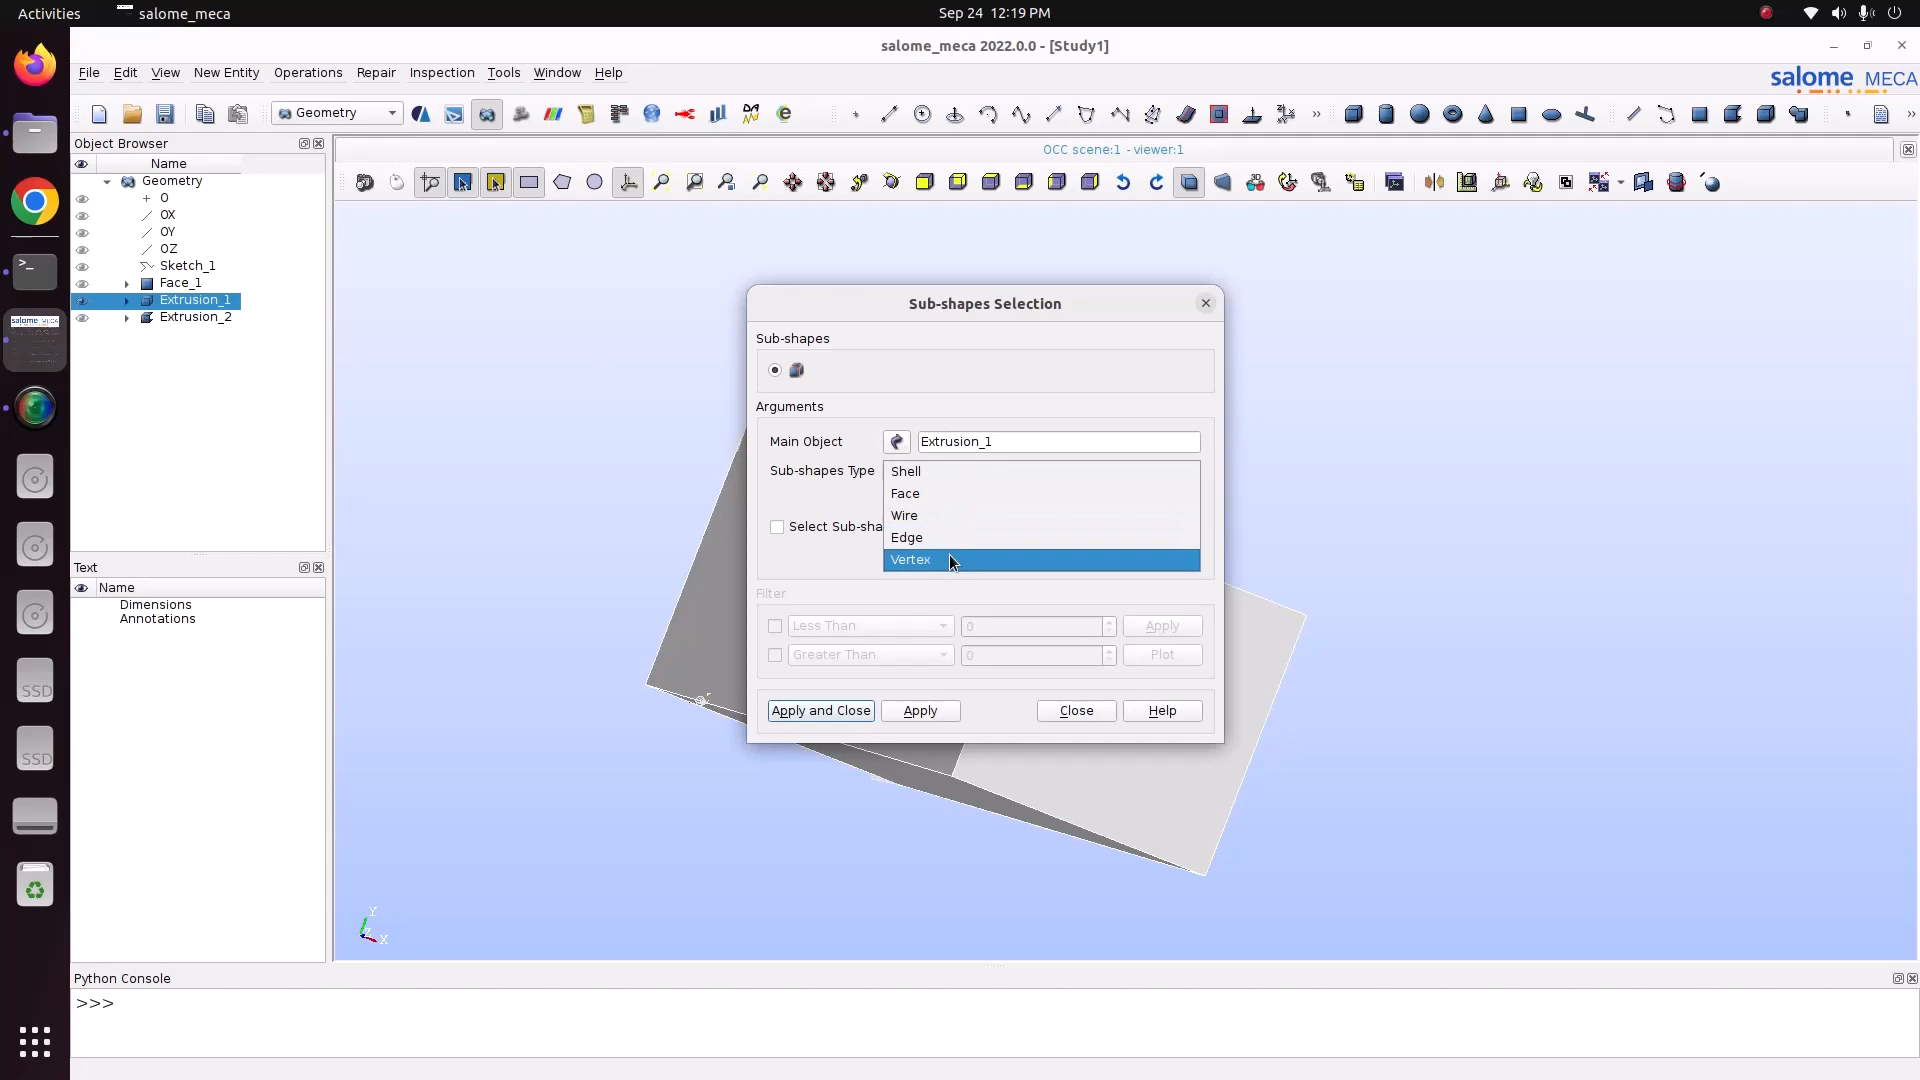 Activities
salome_meca
Sep 24 12:19 PM
salome_meca 2022.0.0 - [Study1]
File Edit View New Entity Operations Repair Inspection Tools Window Help
salome MECA
Geometry
»
»
Object Browser
OCC scene:1 - viewer:1
Name
Geometry
O
OX
OY
OZ
Sketch_1
Face_1
Extrusion_1
Extrusion_2
Sub-shapes Selection
Sub-shapes
Arguments
Main Object
Extrusion_1
Sub-shapes Type
Shell
Face
Wire
Select Sub-sha
Edge
Vertex
Filter
Less Than
0
Apply
Greater Than
0
Plot
Apply and Close
Apply
Close
Help
Text
Name
Dimensions
Annotations
salome MECA
SSD
SSD
Y
Z
X
Python Console
>>>